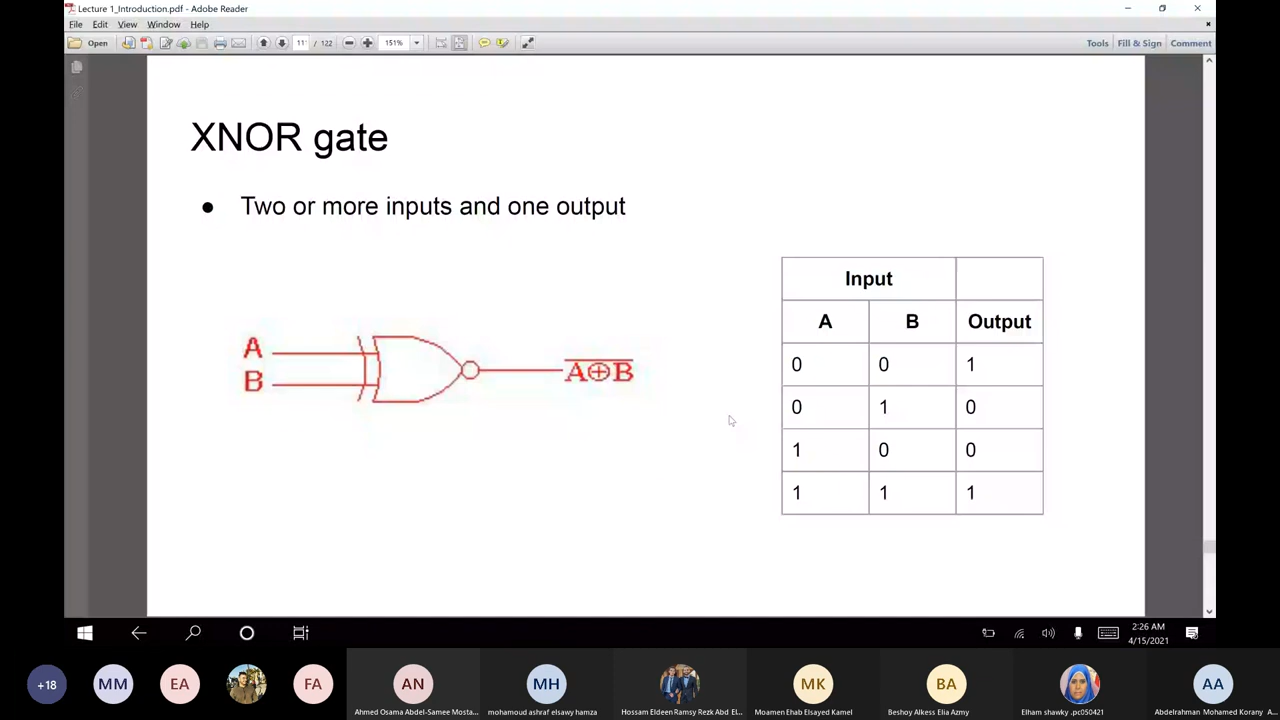 Lecture 1_Introduction.pdf - Adobe Reader
File Edit View Window Help
Open 11 / 122 151% Tools Fill & Sign Comment
XNOR gate
● Two or more inputs and one output
Input
A B Output
0 0 1
0 1 0
1 0 0
1 1 1
A
B
A⊕B
2:26 AM
4/15/2021
+18 MM EA FA AN MH MK BA AA
Ahmed Osama Abdel-Samee Mosta... mohamoud ashraf elsawy hamza Hossam Eldeen Ramsy Rezk Abd El... Moamen Ehab Elsayed Kamel Beshoy Alkess Elia Azmy Elham shawky .pc050421 Abdelrahman Mohamed Korany A...